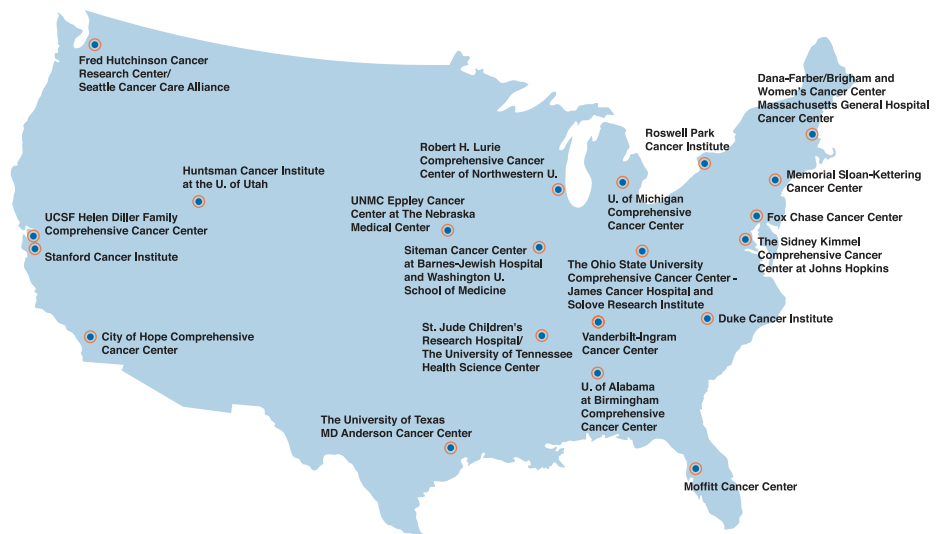 Fred Hutchinson Cancer
Research Center/
Seattle Cancer Care Alliance
Dana-Farber/Brigham and
Women's Cancer Center
Massachusetts General Hospital
Cancer Center
Roswell Park
Cancer Institute
Robert H. Lurie
Comprehensive Cancer
Center of Northwestern U.
Huntsman Cancer Institute
at the U. of Utah
Memorial Sloan-Kettering
Cancer Center
UNMC Eppley Cancer
Center at The Nebraska
Medical Center
U. of Michigan
Comprehensive
Cancer Center
UCSF Helen Diller Family
Comprehensive Cancer Center
Fox Chase Cancer Center
Stanford Cancer Institute
Siteman Cancer Center
at Barnes-Jewish Hospital
and Washington U.
School of Medicine
The Sidney Kimmel
Comprehensive Cancer
Center at Johns Hopkins
The Ohio State University
Comprehensive Cancer Center -
James Cancer Hospital and
Solove Research Institute
Duke Cancer Institute
City of Hope Comprehensive
Cancer Center
St. Jude Children's
Research Hospital/
The University of Tennessee
Health Science Center
Vanderbilt-Ingram
Cancer Center
U. of Alabama
at Birmingham
Comprehensive
Cancer Center
The University of Texas
MD Anderson Cancer Center
Moffitt Cancer Center